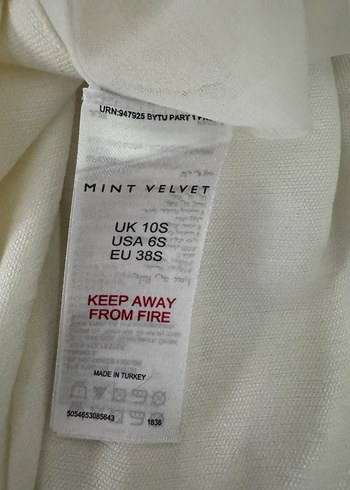 URN:947925 BYTU PART
MINT VELVET
UK 10S
USA 6S
EU 38S
KEEP AWAY
FROM FIRE
MADE IN TURKEY
5054653085643 1838